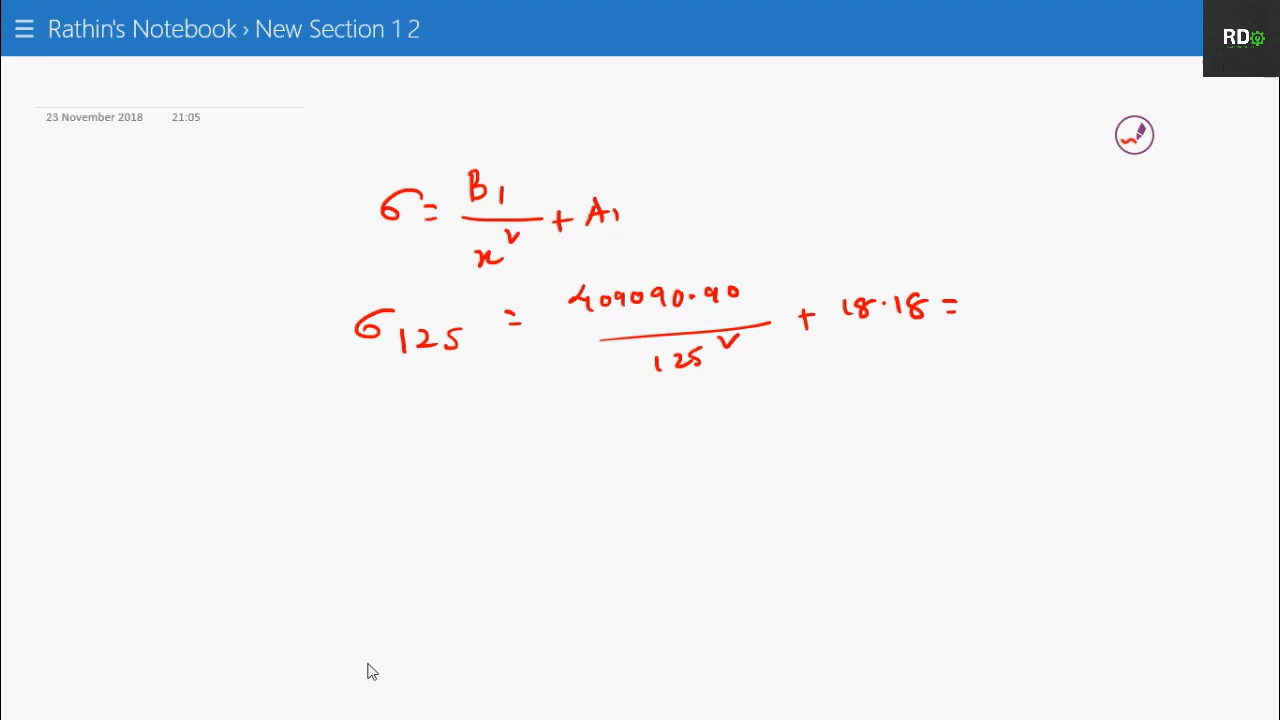 Rathin's Notebook › New Section 1 2
RD
23 November 2018 21:05
σ = B₁/x² + A₁
σ₁₂₅ = 409090.90/125² + 18.18 =